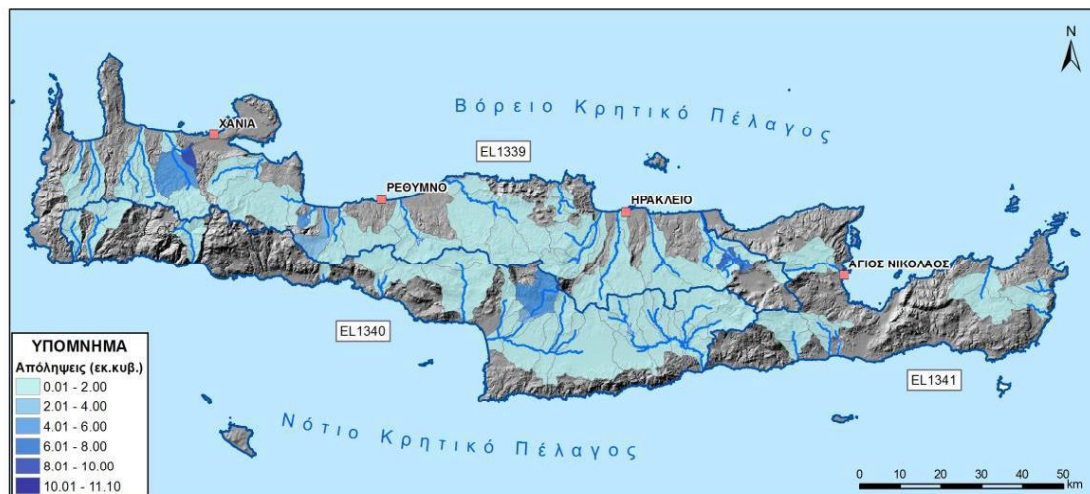 N
Βόρειο Κρητικό Πέλαγος
ΧΑΝΙΑ
EL1339
ΡΕΘΥΜΝΟ
ΗΡΑΚΛΕΙΟ
ΑΓΙΟΣ ΝΙΚΟΛΑΟΣ
EL1340
EL1341
Νότιο Κρητικό Πέλαγος
ΥΠΟΜΝΗΜΑ
Απόληψεις (εκ.κυβ.)
0.01 - 2.00
2.01 - 4.00
4.01 - 6.00
6.01 - 8.00
8.01 - 10.00
10.01 - 11.10
0 10 20 30 40 50
km